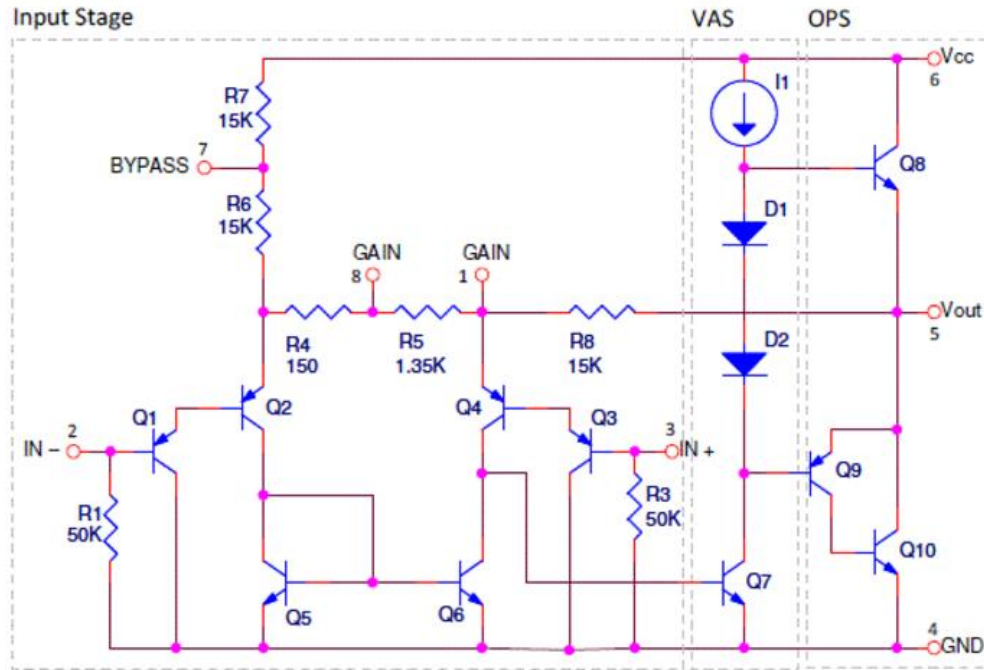 Input Stage
VAS
OPS
Vcc
6
I1
R7
15K
7
BYPASS
Q8
R6
15K
D1
GAIN
8
GAIN
1
Vout
5
R4
150
R5
1.35K
R8
15K
D2
Q1
Q2
Q4
Q3
2
IN –
3
IN +
Q9
R1
50K
R3
50K
Q10
Q5
Q6
Q7
4
GND